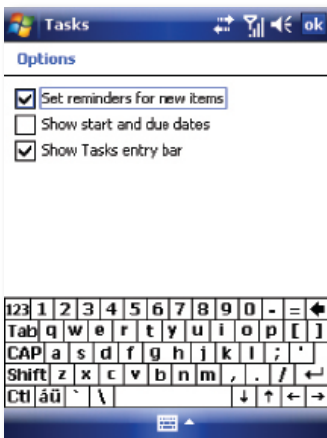 Tasks ok
Options
Set reminders for new items
Show start and due dates
Show Tasks entry bar
123 1 2 3 4 5 6 7 8 9 0 - = 
Tab q w e r t y u i o p [ ]
CAP a s d f g h j k l ; '
Shift z x c v b n m , . /
Ctl áü ` \